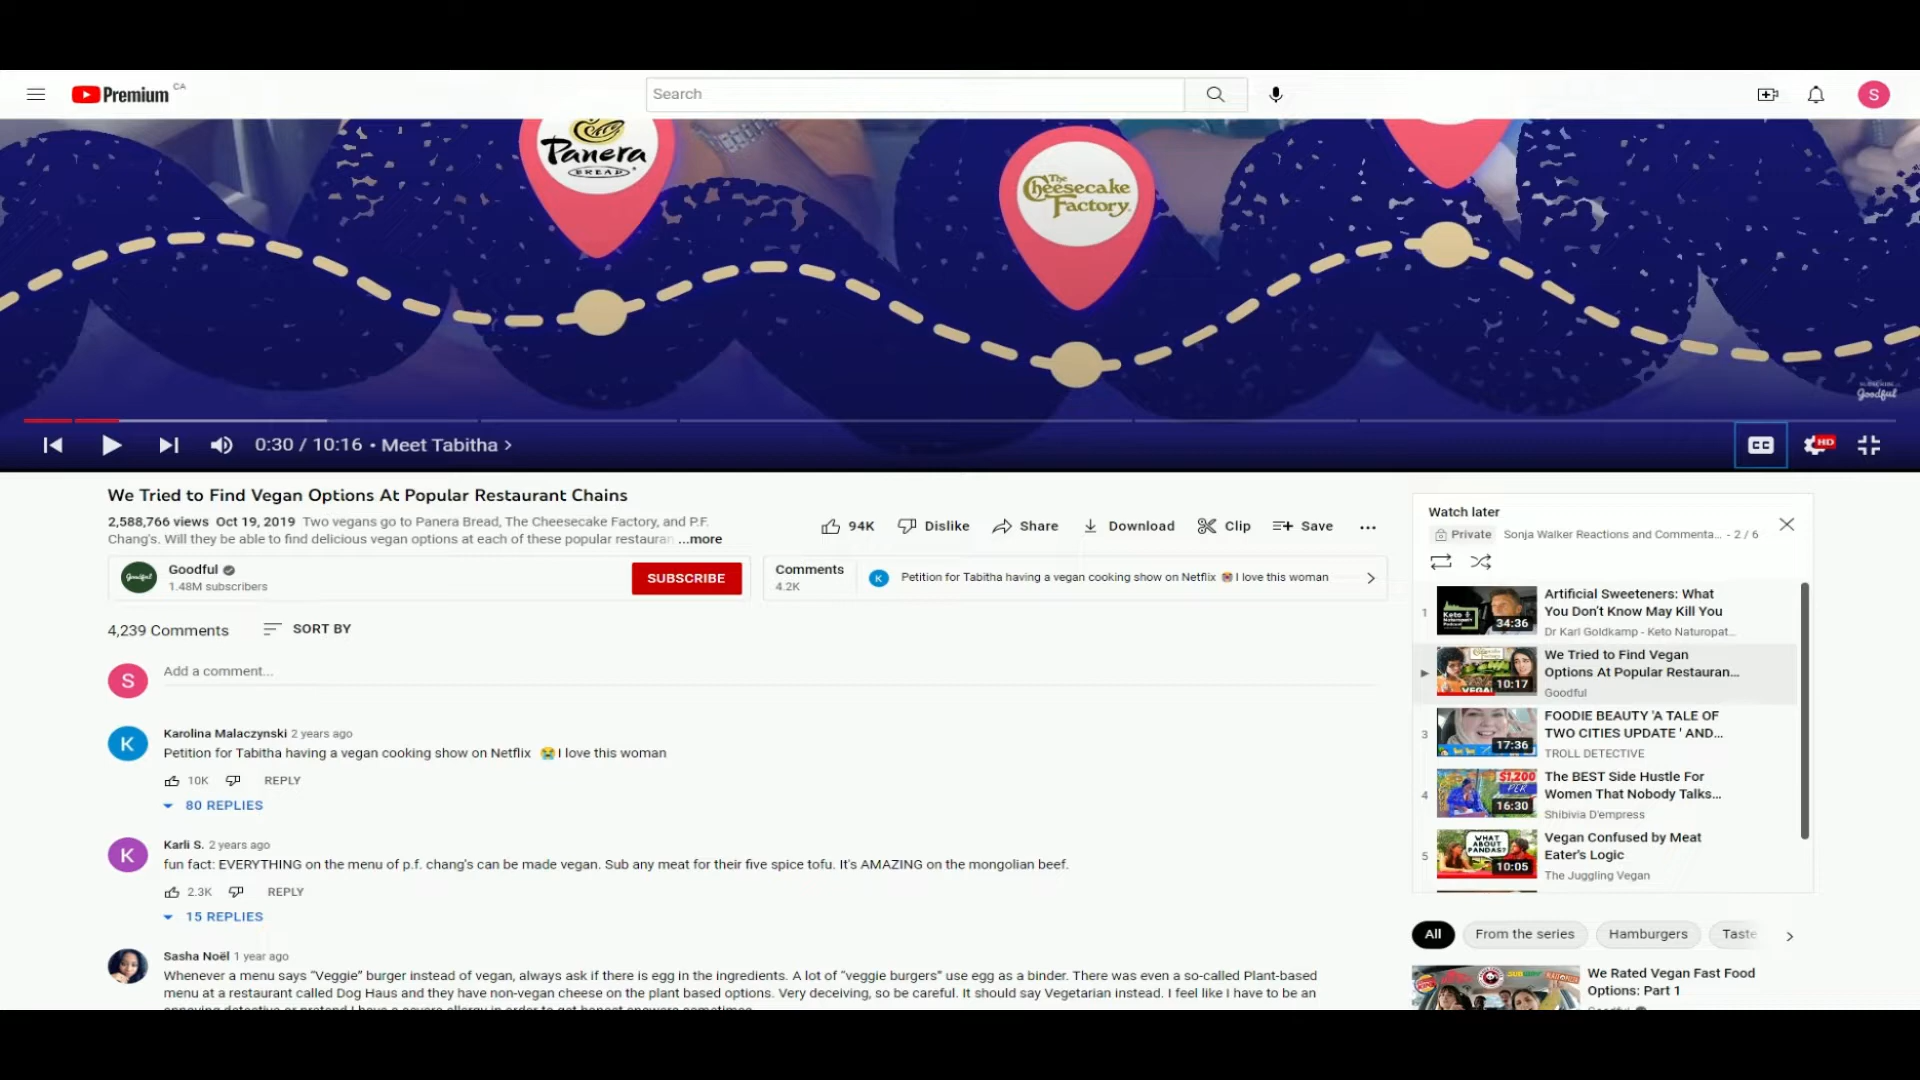 Premium CA
Search
S
Panera
BREAD
The
Cheesecake
Factory
SUBSCRIBE
Goodful
0:30 / 10:16 • Meet Tabitha >
CC
HD
We Tried to Find Vegan Options At Popular Restaurant Chains
2,588,766 views Oct 19, 2019 Two vegans go to Panera Bread, The Cheesecake Factory, and P.F.
Chang's. Will they be able to find delicious vegan options at each of these popular restauran ...more
94K Dislike Share Download Clip Save ...
Goodful
1.48M subscribers
SUBSCRIBE
Comments
4.2K
K Petition for Tabitha having a vegan cooking show on Netflix 😭 I love this woman
4,239 Comments SORT BY
S Add a comment...
K
Karolina Malaczynski 2 years ago
Petition for Tabitha having a vegan cooking show on Netflix 😭 I love this woman
10K REPLY
80 REPLIES
K
Karli S. 2 years ago
fun fact: EVERYTHING on the menu of p.f. chang's can be made vegan. Sub any meat for their five spice tofu. It's AMAZING on the mongolian beef.
2.3K REPLY
15 REPLIES
Sasha Noël 1 year ago
Whenever a menu says "Veggie" burger instead of vegan, always ask if there is egg in the ingredients. A lot of "veggie burgers" use egg as a binder. There was even a so-called Plant-based
menu at a restaurant called Dog Haus and they have non-vegan cheese on the plant based options. Very deceiving, so be careful. It should say Vegetarian instead. I feel like I have to be an
Watch later
Private Sonja Walker Reactions and Commenta... - 2 / 6
1
Keto
34:36
Artificial Sweeteners: What
You Don't Know May Kill You
Dr Karl Goldkamp - Keto Naturopat...
VEGAN
10:17
We Tried to Find Vegan
Options At Popular Restauran...
Goodful
3
17:36
FOODIE BEAUTY 'A TALE OF
TWO CITIES UPDATE ' AND...
TROLL DETECTIVE
4
$1,200
PER
16:30
The BEST Side Hustle For
Women That Nobody Talks...
Shibivia D'empress
5
WHAT
ABOUT
PANDAS?
10:05
Vegan Confused by Meat
Eater's Logic
The Juggling Vegan
All From the series Hamburgers Taste
We Rated Vegan Fast Food
Options: Part 1